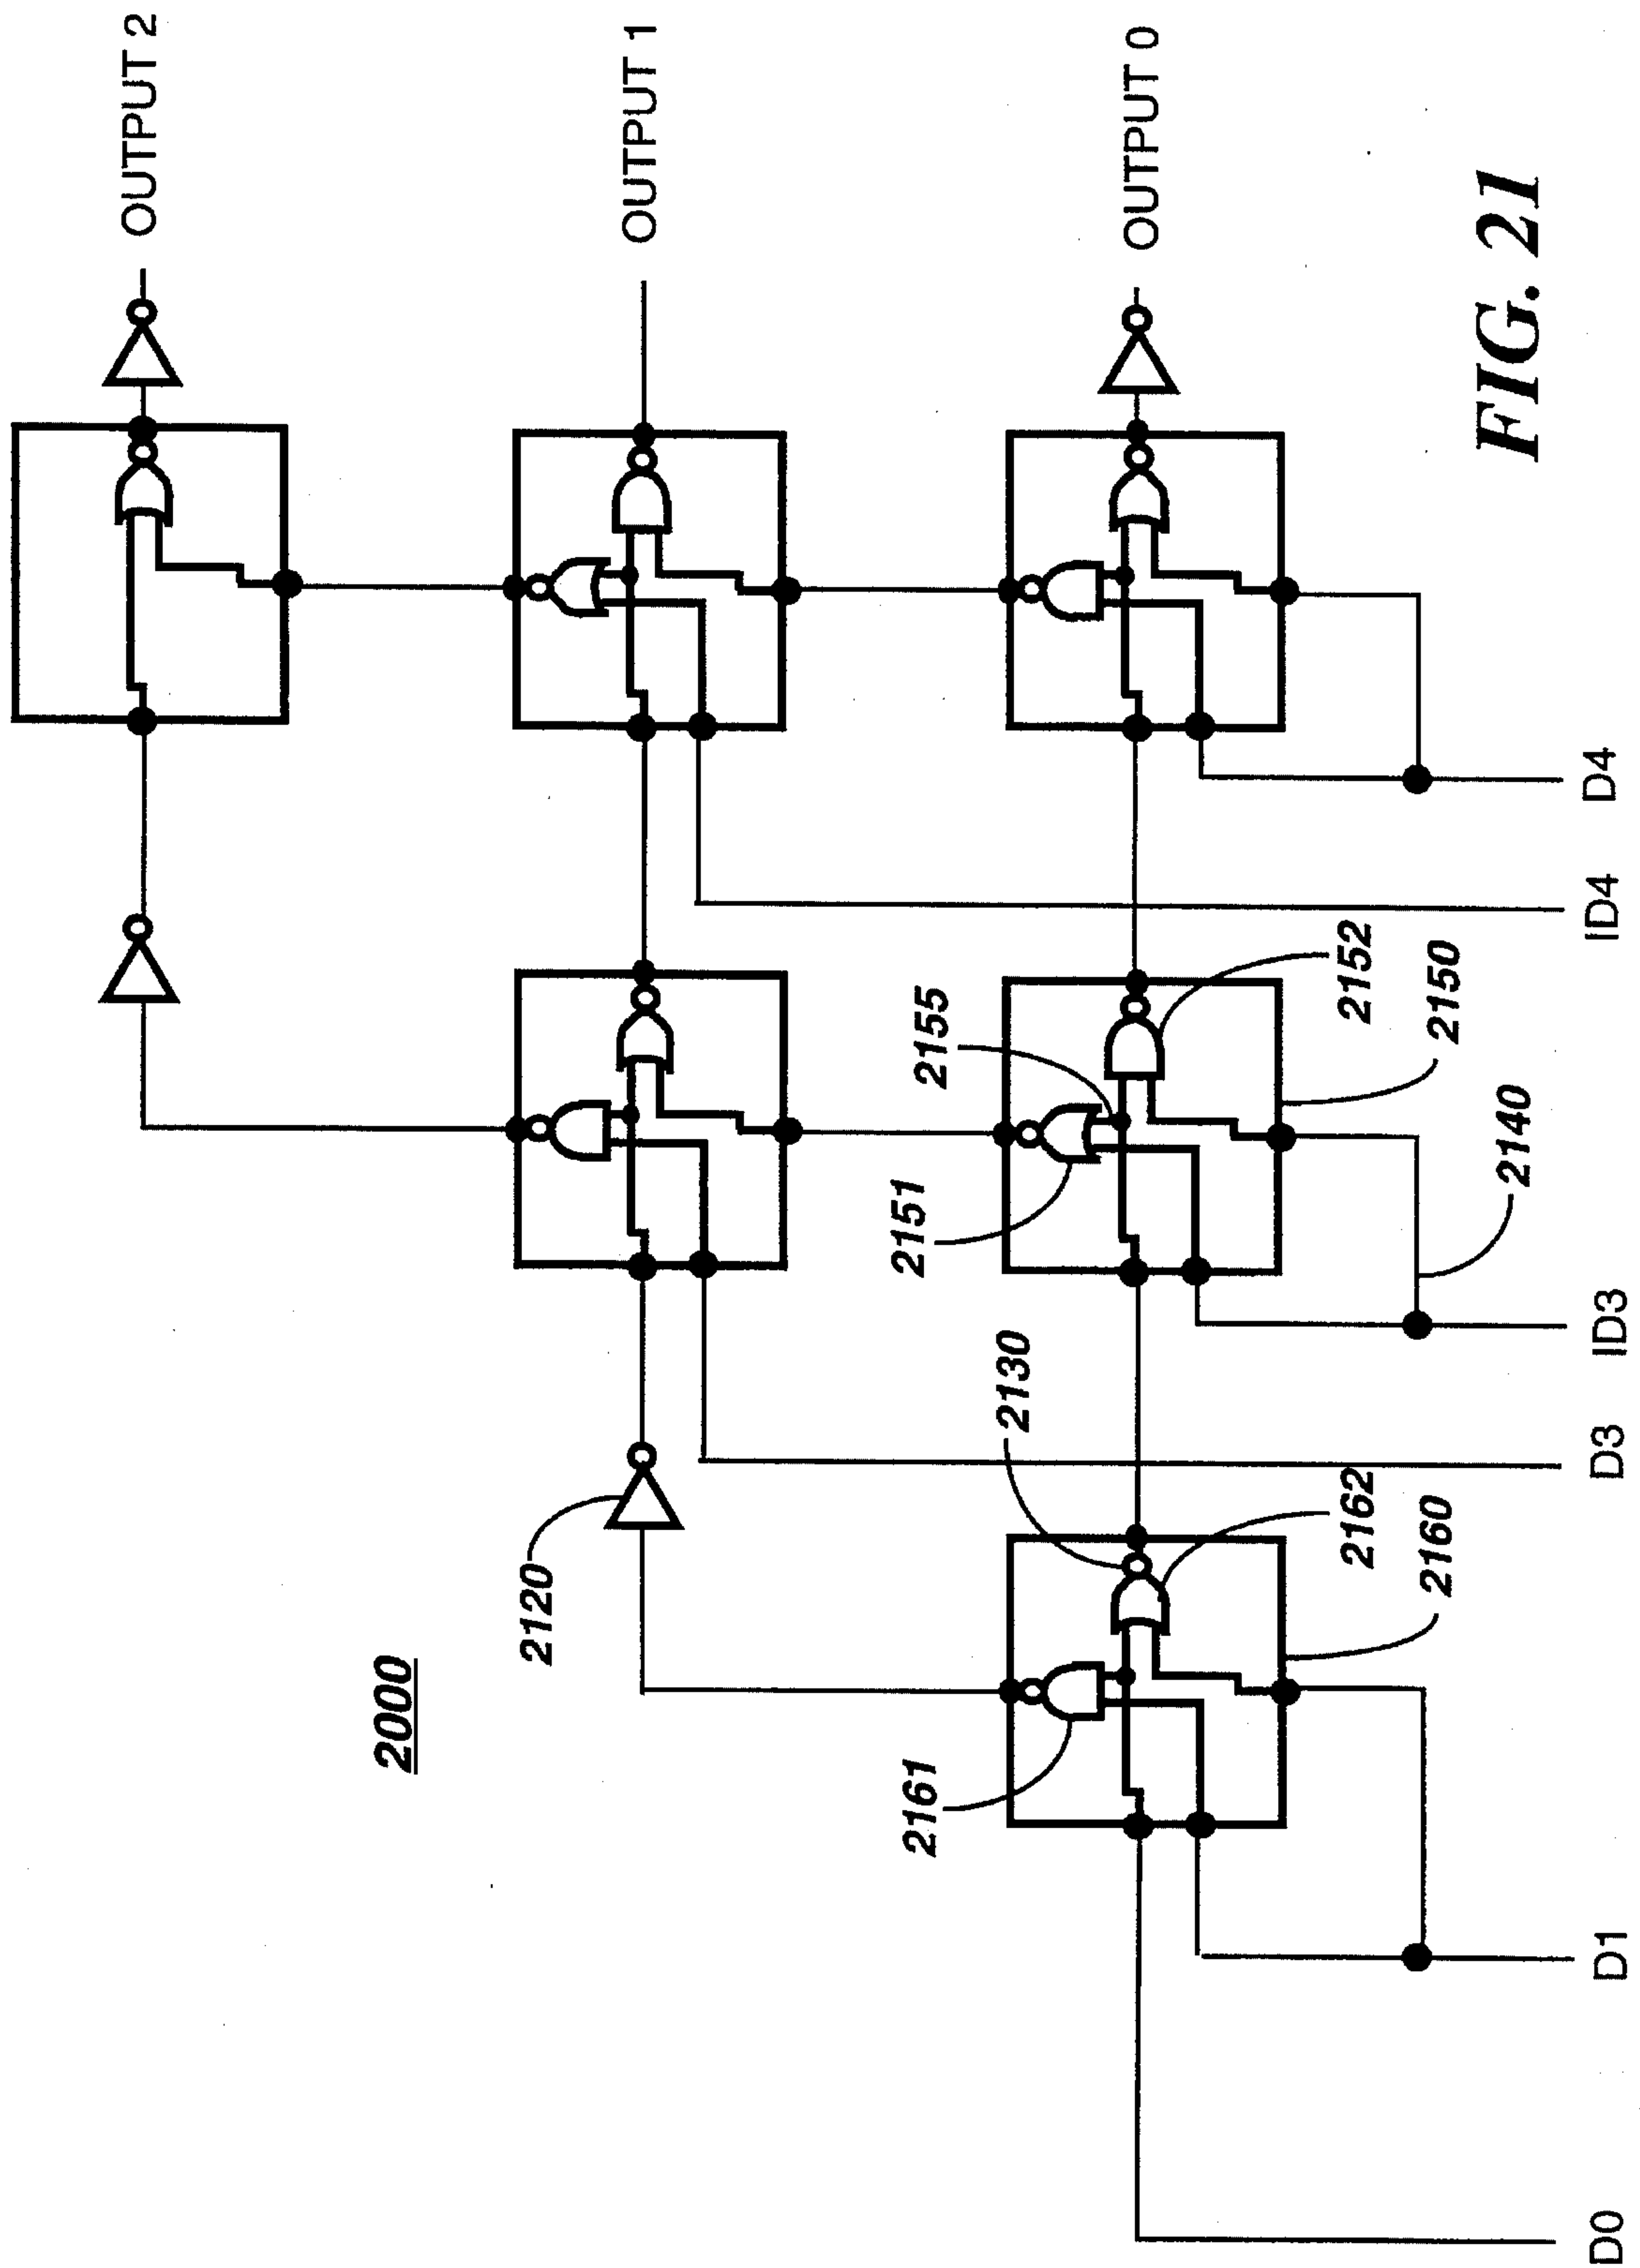 2000
OUTPUT 2
OUTPUT 1
OUTPUT 0
2120
2161
2130
2162
2160
2151
2155
2152
2150
2140
D0
D1
D3
ID3
ID4
D4
FIG. 21